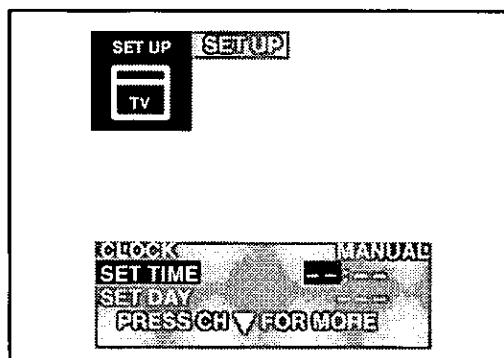 SET UP SET UP
TV
CLOCK MANUAL
SET TIME -- : --
SET DAY ---
PRESS CH ▽ FOR MORE